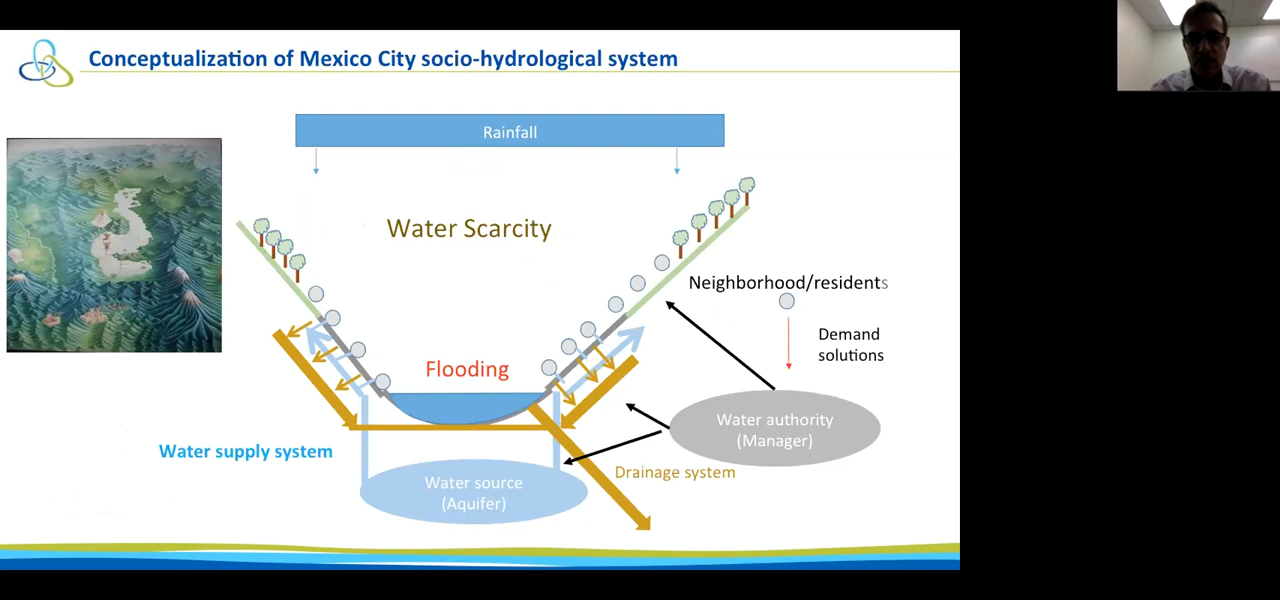 Conceptualization of Mexico City socio-hydrological system
Rainfall
Water Scarcity
Neighborhood/residents
Demand
solutions
Flooding
Water authority
(Manager)
Water supply system
Drainage system
Water source
(Aquifer)